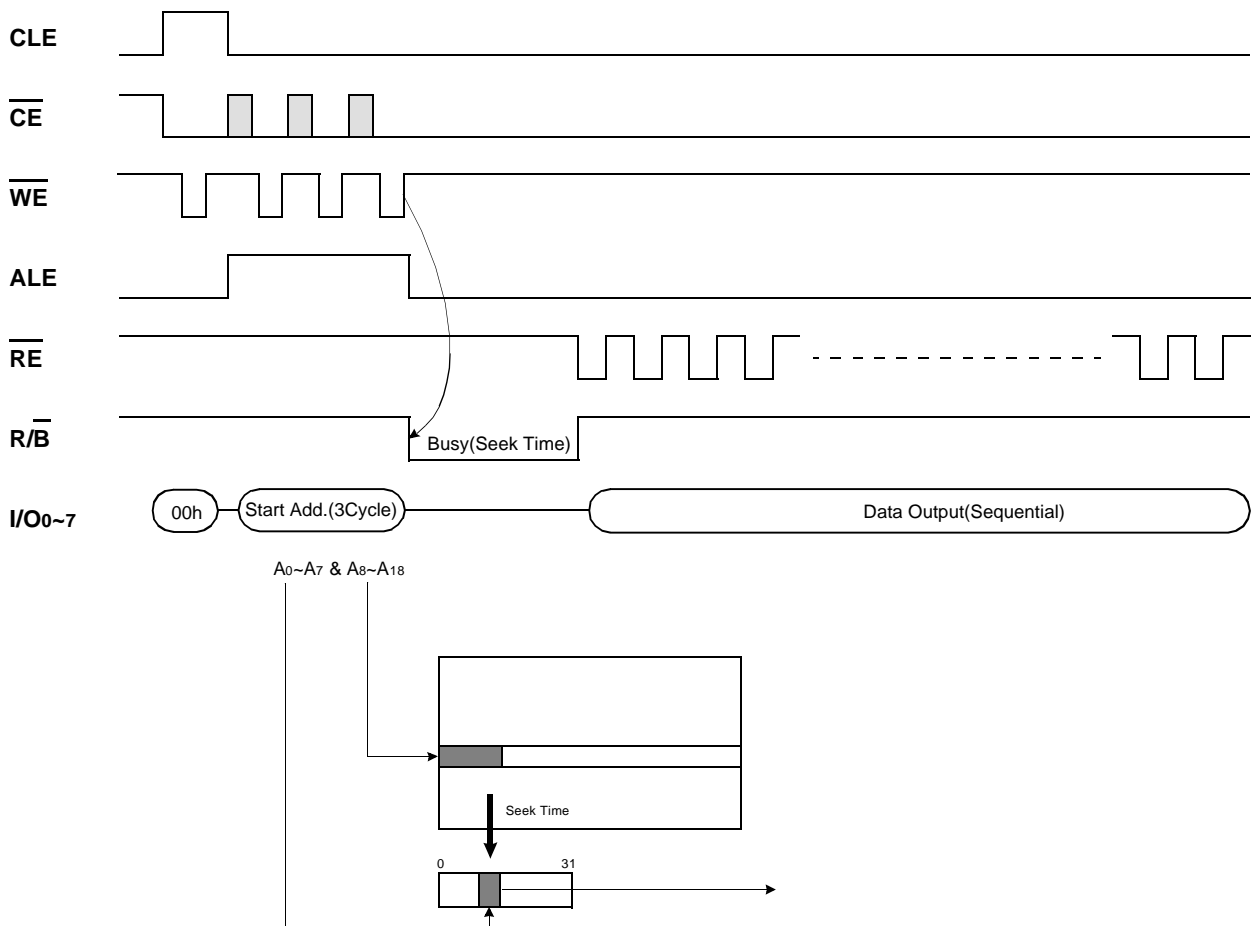 CLE
CE
WE
ALE
RE
R/B
Busy(Seek Time)
I/O0~7
00h
Start Add.(3Cycle)
Data Output(Sequential)
A0~A7 & A8~A18
Seek Time
0
31